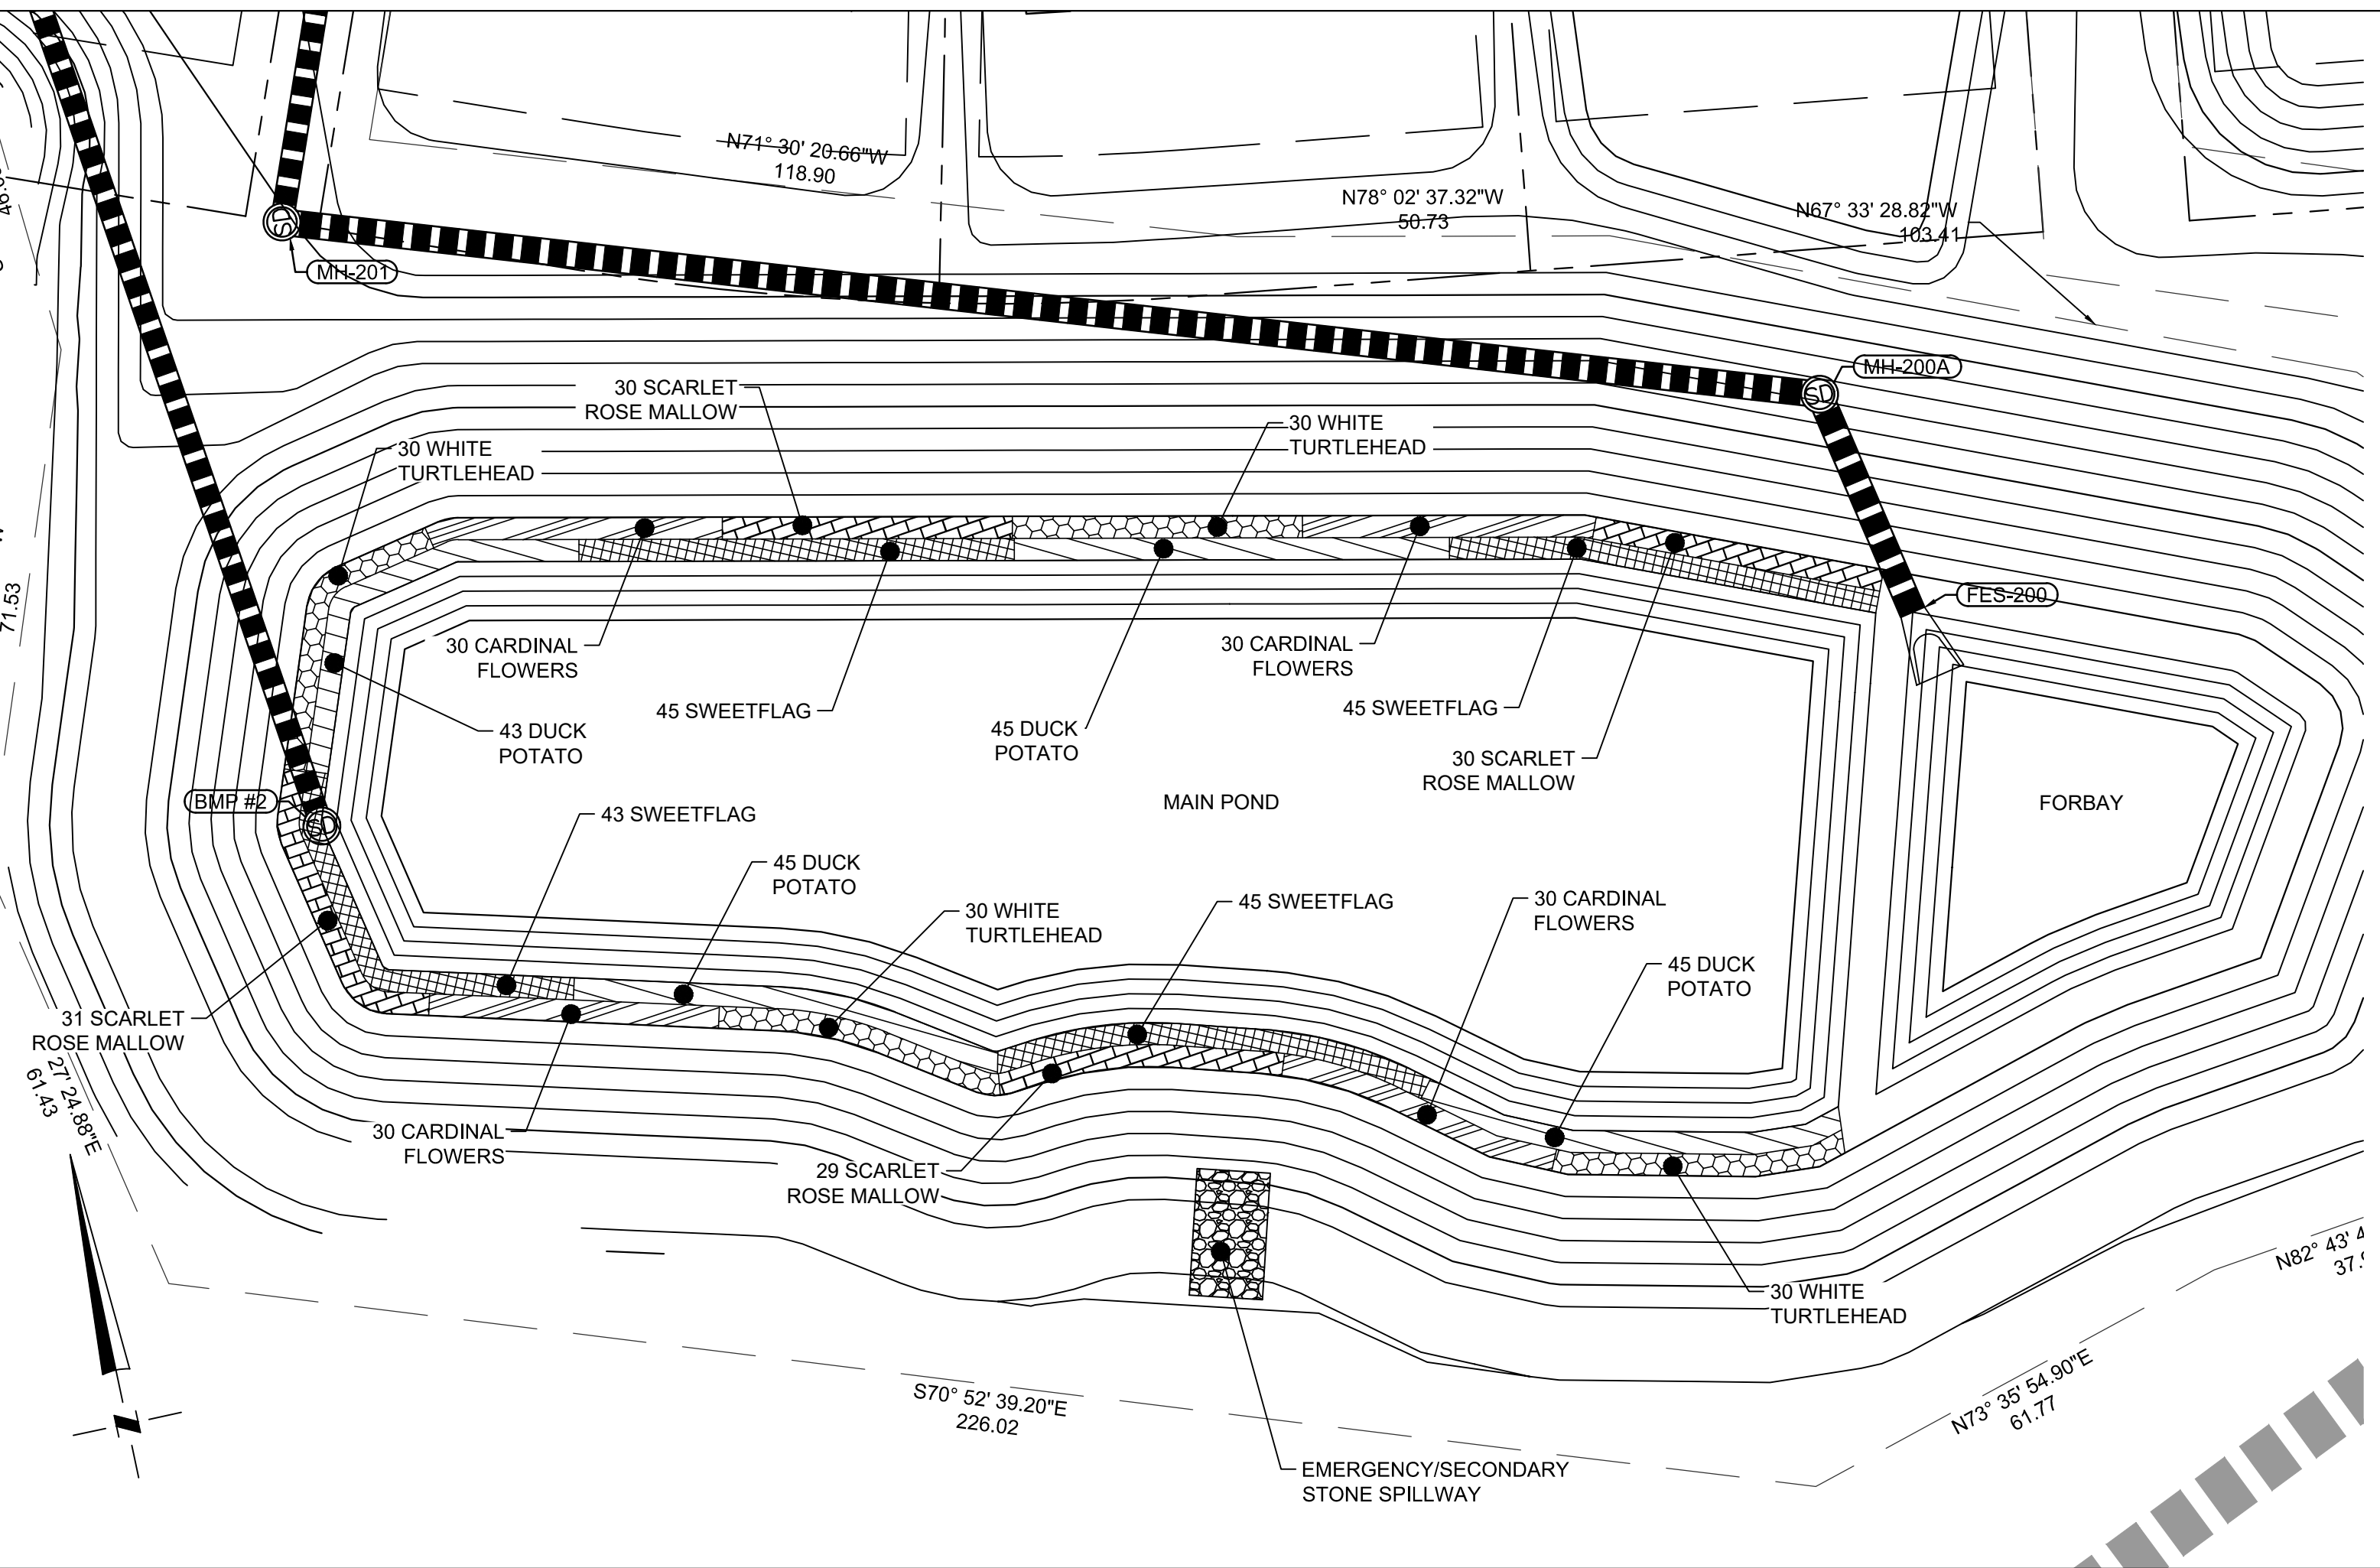 N71° 30' 20.66"W
118.90
N78° 02' 37.32"W
50.73
N67° 33' 28.82"W
103.41
SD
MH-201
MH-200A
SD
30 SCARLET
ROSE MALLOW
30 WHITE
TURTLEHEAD
30 WHITE
TURTLEHEAD
71.53
FES-200
30 CARDINAL
FLOWERS
30 CARDINAL
FLOWERS
45 SWEETFLAG
45 SWEETFLAG
43 DUCK
POTATO
45 DUCK
POTATO
30 SCARLET
ROSE MALLOW
BMP #2
SD
MAIN POND
FORBAY
43 SWEETFLAG
45 DUCK
POTATO
30 WHITE
TURTLEHEAD
45 SWEETFLAG
30 CARDINAL
FLOWERS
45 DUCK
POTATO
31 SCARLET
ROSE MALLOW
27' 24.88"E
61.43
30 CARDINAL
FLOWERS
29 SCARLET
ROSE MALLOW
30 WHITE
TURTLEHEAD
N82° 43'
N73° 35' 54.90"E
61.77
S70° 52' 39.20"E
226.02
Z
EMERGENCY/SECONDARY
STONE SPILLWAY